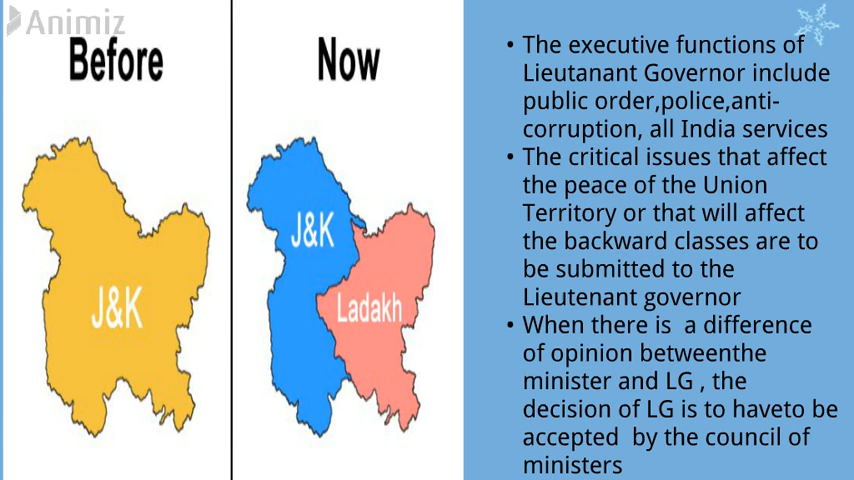 Animiz
Before
Now
J&K
J&K
Ladakh
• The executive functions of
Lieutanant Governor include
public order,police,anti-
corruption, all India services
• The critical issues that affect
the peace of the Union
Territory or that will affect
the backward classes are to
be submitted to the
Lieutenant governor
• When there is  a difference
of opinion betweenthe
minister and LG , the
decision of LG is to haveto be
accepted  by the council of
ministers